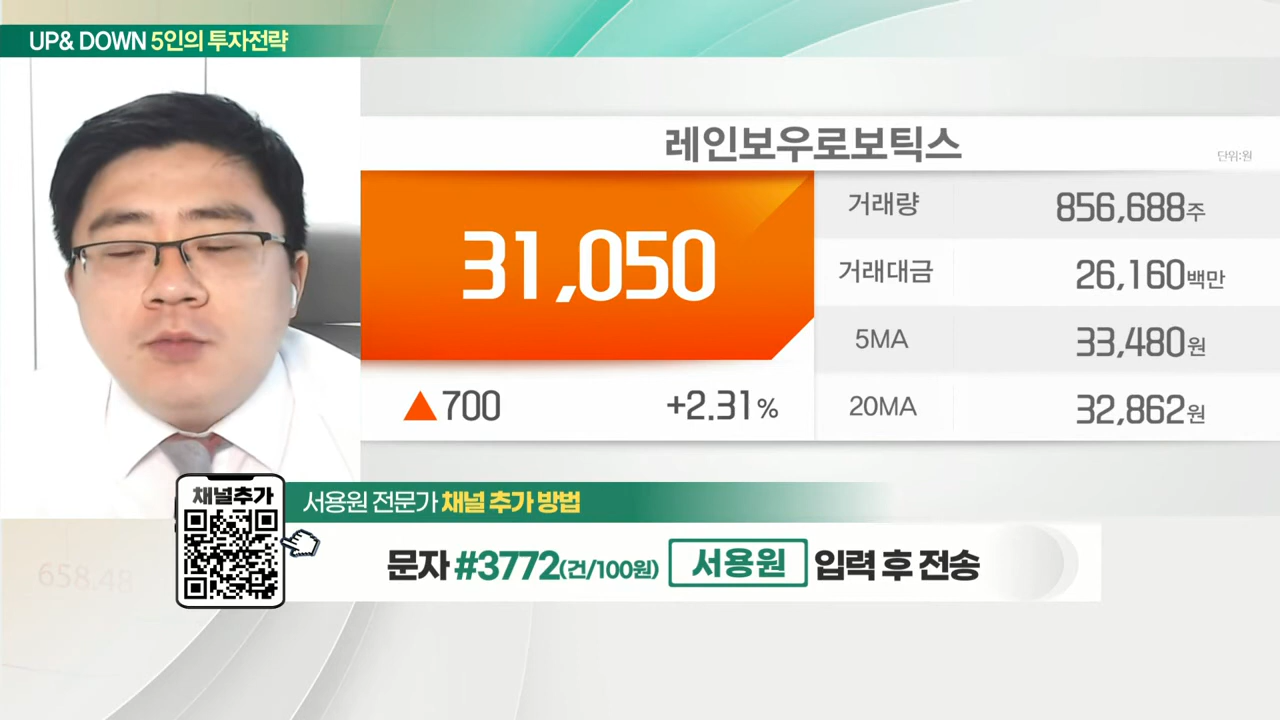 UP& DOWN 5인의 투자전략
레인보우로보틱스
단위:원
31,050
▲700 +2.31%
거래량 856,688주
거래대금 26,160백만
5MA 33,480원
20MA 32,862원
채널추가
서용원 전문가 채널 추가 방법
문자 #3772(건/100원) 서용원 입력 후 전송
658.48